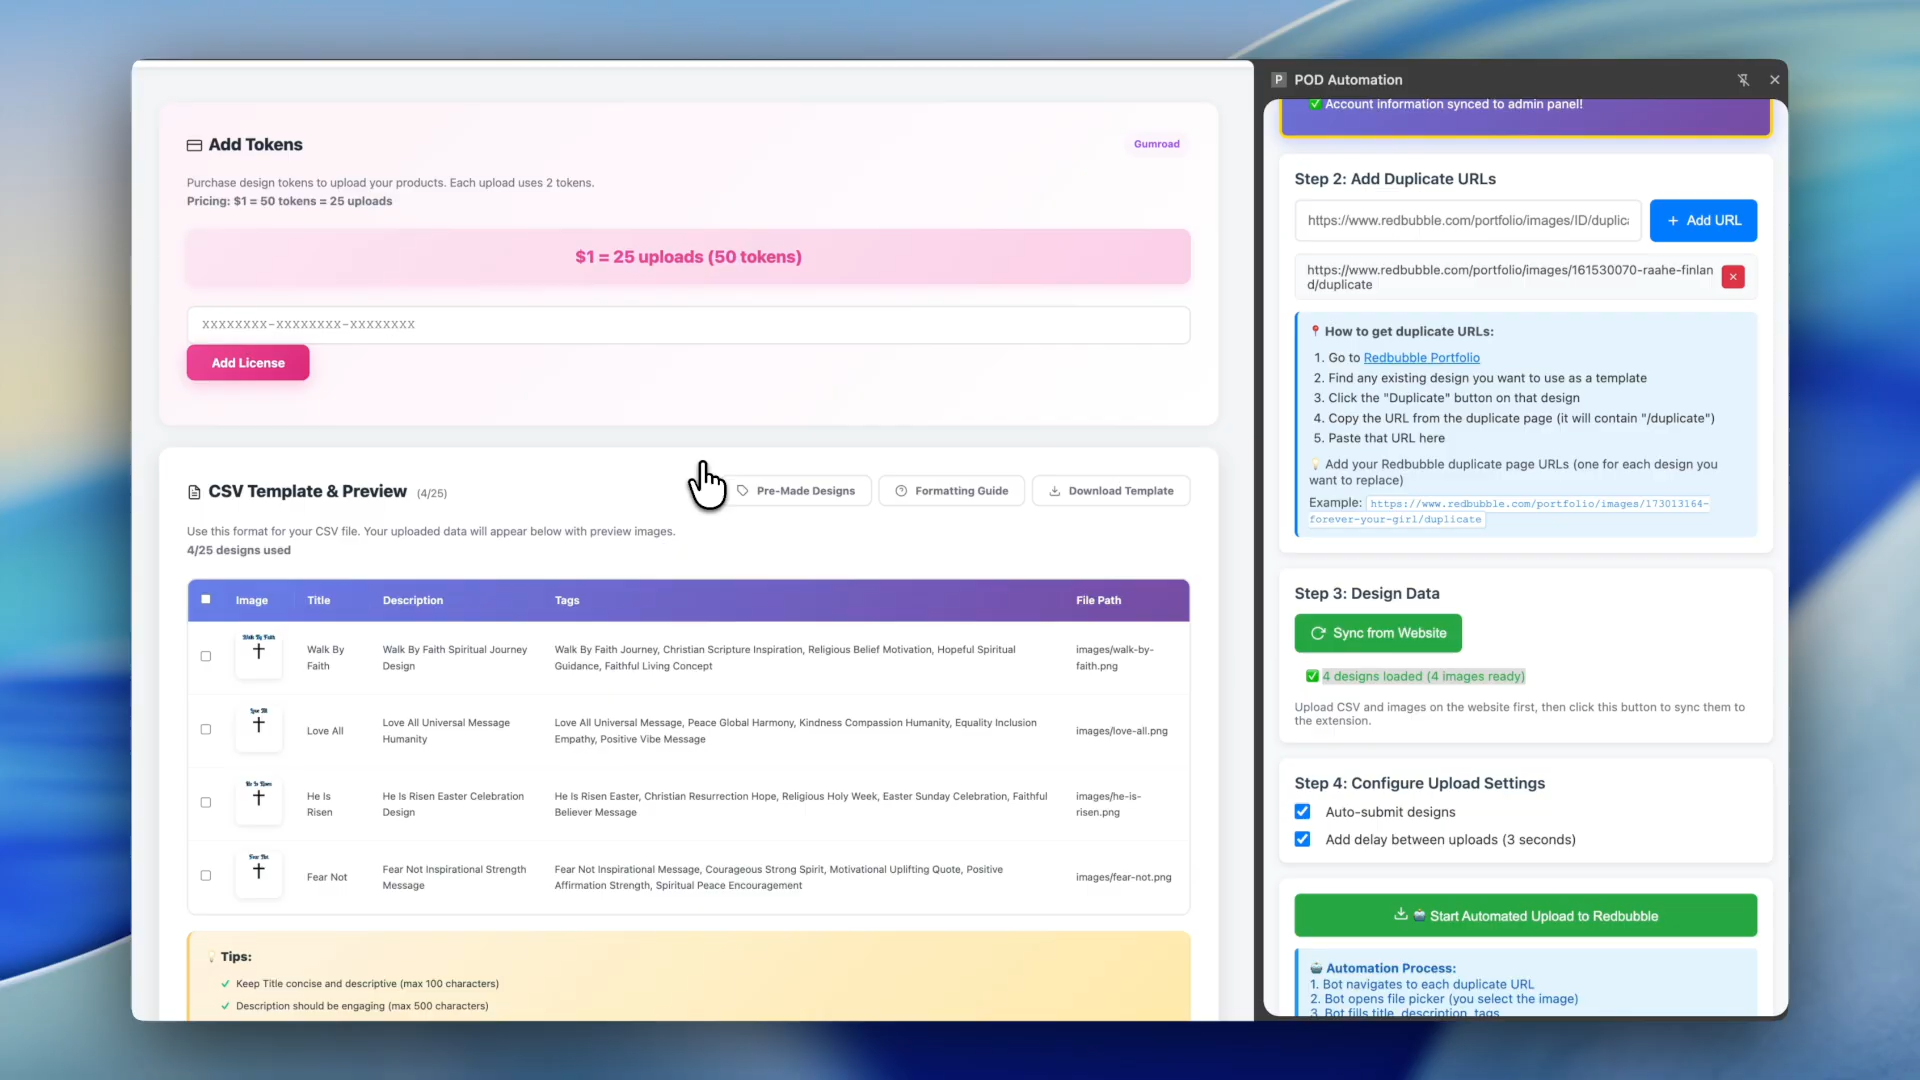 Add Tokens
Gumroad
Purchase design tokens to upload your products. Each upload uses 2 tokens.
Pricing: $1 = 50 tokens = 25 uploads
$1 = 25 uploads (50 tokens)
XXXXXXXX-XXXXXXXX-XXXXXXXX
Add License
CSV Template & Preview (4/25)
Pre-Made Designs
Formatting Guide
Download Template
Use this format for your CSV file. Your uploaded data will appear below with preview images.
4/25 designs used
Image Title Description Tags File Path
Walk By Faith
Walk By
Faith
Walk By Faith Spiritual Journey
Design
Walk By Faith Journey, Christian Scripture Inspiration, Religious Belief Motivation, Hopeful Spiritual
Guidance, Faithful Living Concept
images/walk-by-
faith.png
Love All
Love All
Love All Universal Message
Humanity
Love All Universal Message, Peace Global Harmony, Kindness Compassion Humanity, Equality Inclusion
Empathy, Positive Vibe Message
images/love-all.png
He Is Risen
He Is
Risen
He Is Risen Easter Celebration
Design
He Is Risen Easter, Christian Resurrection Hope, Religious Holy Week, Easter Sunday Celebration, Faithful
Believer Message
images/he-is-
risen.png
Fear Not
Fear Not
Fear Not Inspirational Strength
Message
Fear Not Inspirational Message, Courageous Strong Spirit, Motivational Uplifting Quote, Positive
Affirmation Strength, Spiritual Peace Encouragement
images/fear-not.png
Tips:
Keep Title concise and descriptive (max 100 characters)
Description should be engaging (max 500 characters)
P POD Automation
Account information synced to admin panel!
Step 2: Add Duplicate URLs
https://www.redbubble.com/portfolio/images/ID/duplic
+ Add URL
https://www.redbubble.com/portfolio/images/161530070-raahe-finlan
d/duplicate
How to get duplicate URLs:
1. Go to Redbubble Portfolio
2. Find any existing design you want to use as a template
3. Click the "Duplicate" button on that design
4. Copy the URL from the duplicate page (it will contain "/duplicate")
5. Paste that URL here
Add your Redbubble duplicate page URLs (one for each design you
want to replace)
Example: https://www.redbubble.com/portfolio/images/173013164-
forever-your-girl/duplicate
Step 3: Design Data
Sync from Website
4 designs loaded (4 images ready)
Upload CSV and images on the website first, then click this button to sync them to
the extension.
Step 4: Configure Upload Settings
Auto-submit designs
Add delay between uploads (3 seconds)
Start Automated Upload to Redbubble
Automation Process:
1. Bot navigates to each duplicate URL
2. Bot opens file picker (you select the image)
3. Bot fills title, description, tags